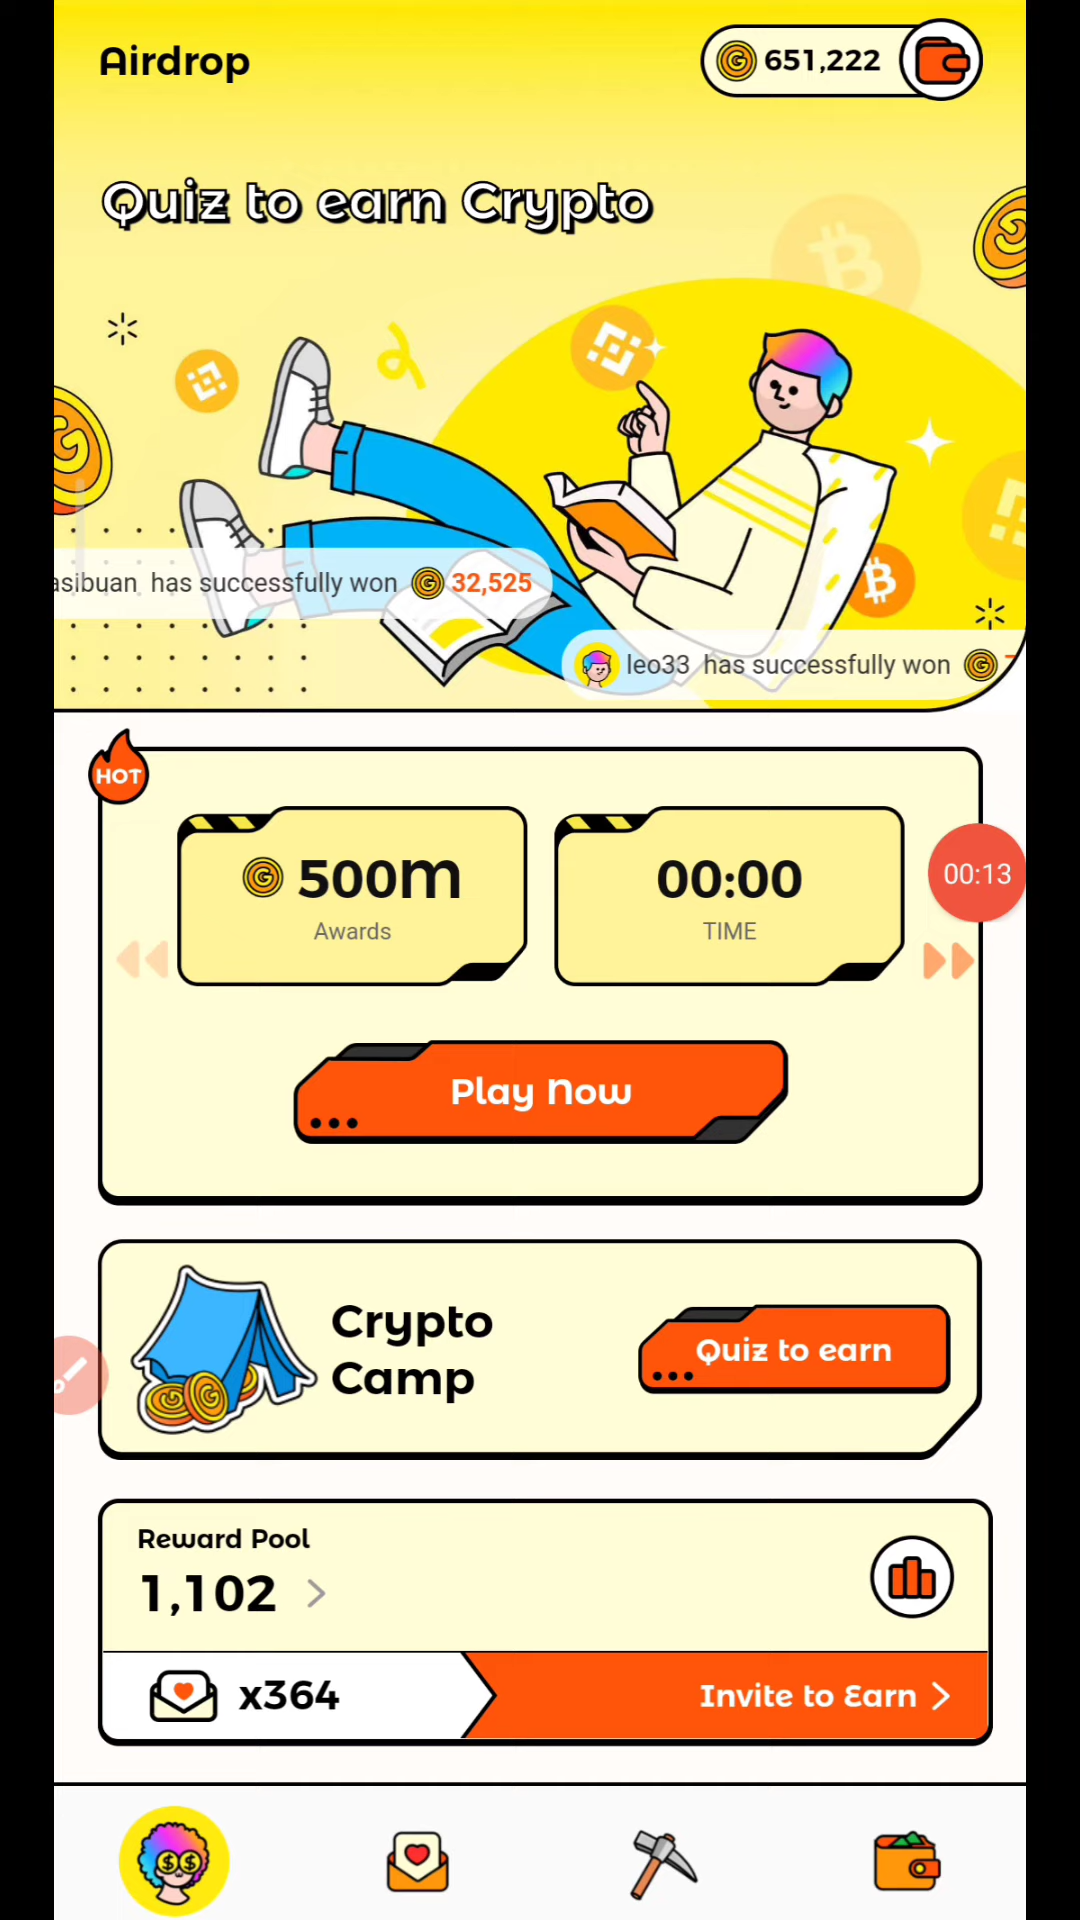 Airdrop
651,222
Quiz to earn Crypto
asibuan has successfully won 32,525
leo33 has successfully won
HOT
500m
Awards
00:00
TIME
00:13
Play Now
Crypto
Camp
Quiz to earn
Reward Pool
1,102
x364
Invite to Earn